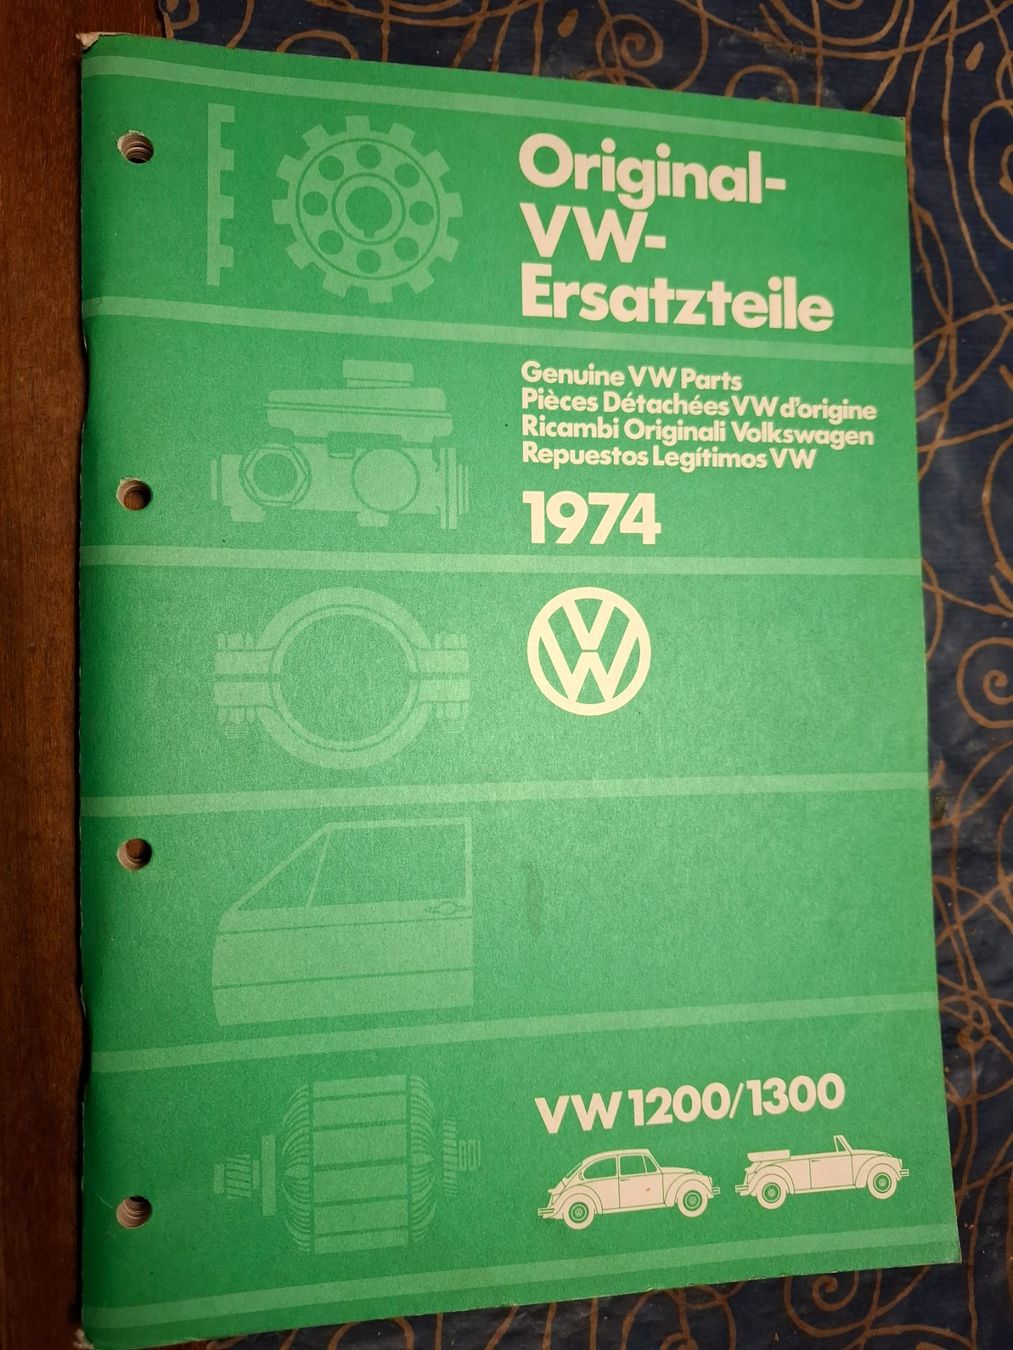 Original-
VW-
Ersatzteile
Genuine VW Parts
Pièces Détachées VW d'origine
Ricambi Originali Volkswagen
Repuestos Legítimos VW
1974
VW
VW 1200/1300